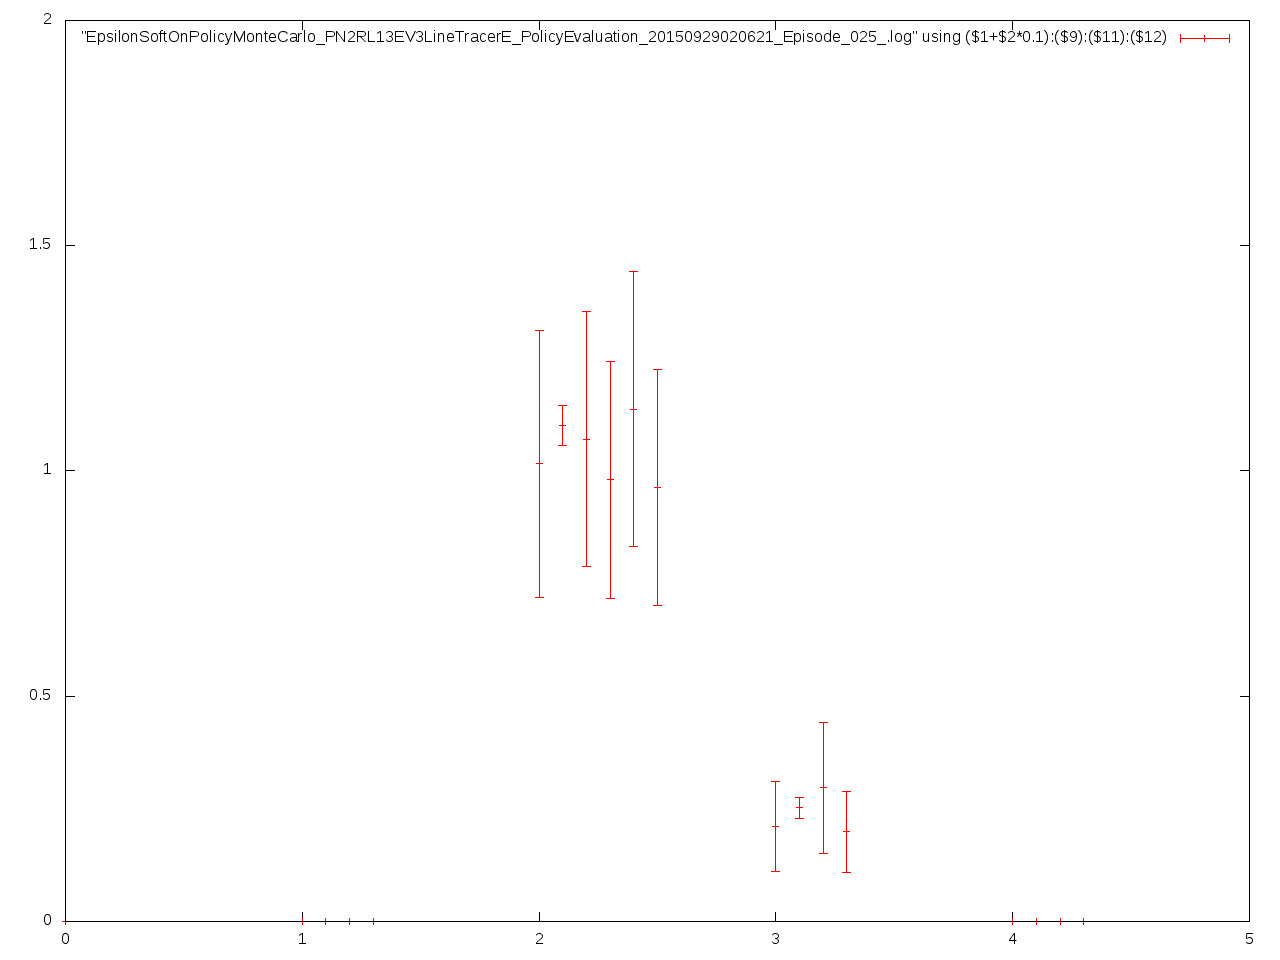 2
"EpsilonSoftOnPolicyMonteCarlo_PN2RL13EV3LineTracerE_PolicyEvaluation_20150929020621_Episode_025_.log" using ($1+$2*0.1):($9):($11):($12)
1.5
1
0.5
0
0 1 2 3 4 5